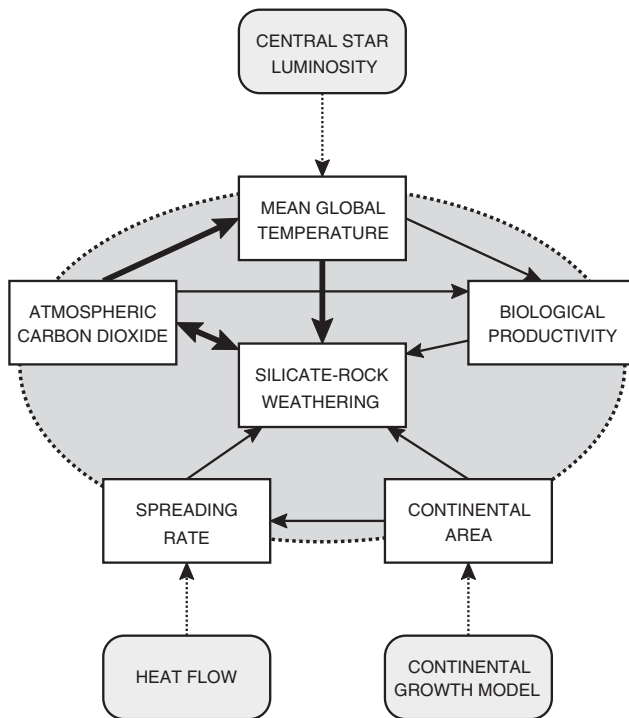 CENTRAL STAR
LUMINOSITY
MEAN GLOBAL
TEMPERATURE
ATMOSPHERIC
CARBON DIOXIDE
BIOLOGICAL
PRODUCTIVITY
SILICATE-ROCK
WEATHERING
SPREADING
RATE
CONTINENTAL
AREA
HEAT FLOW
CONTINENTAL
GROWTH MODEL